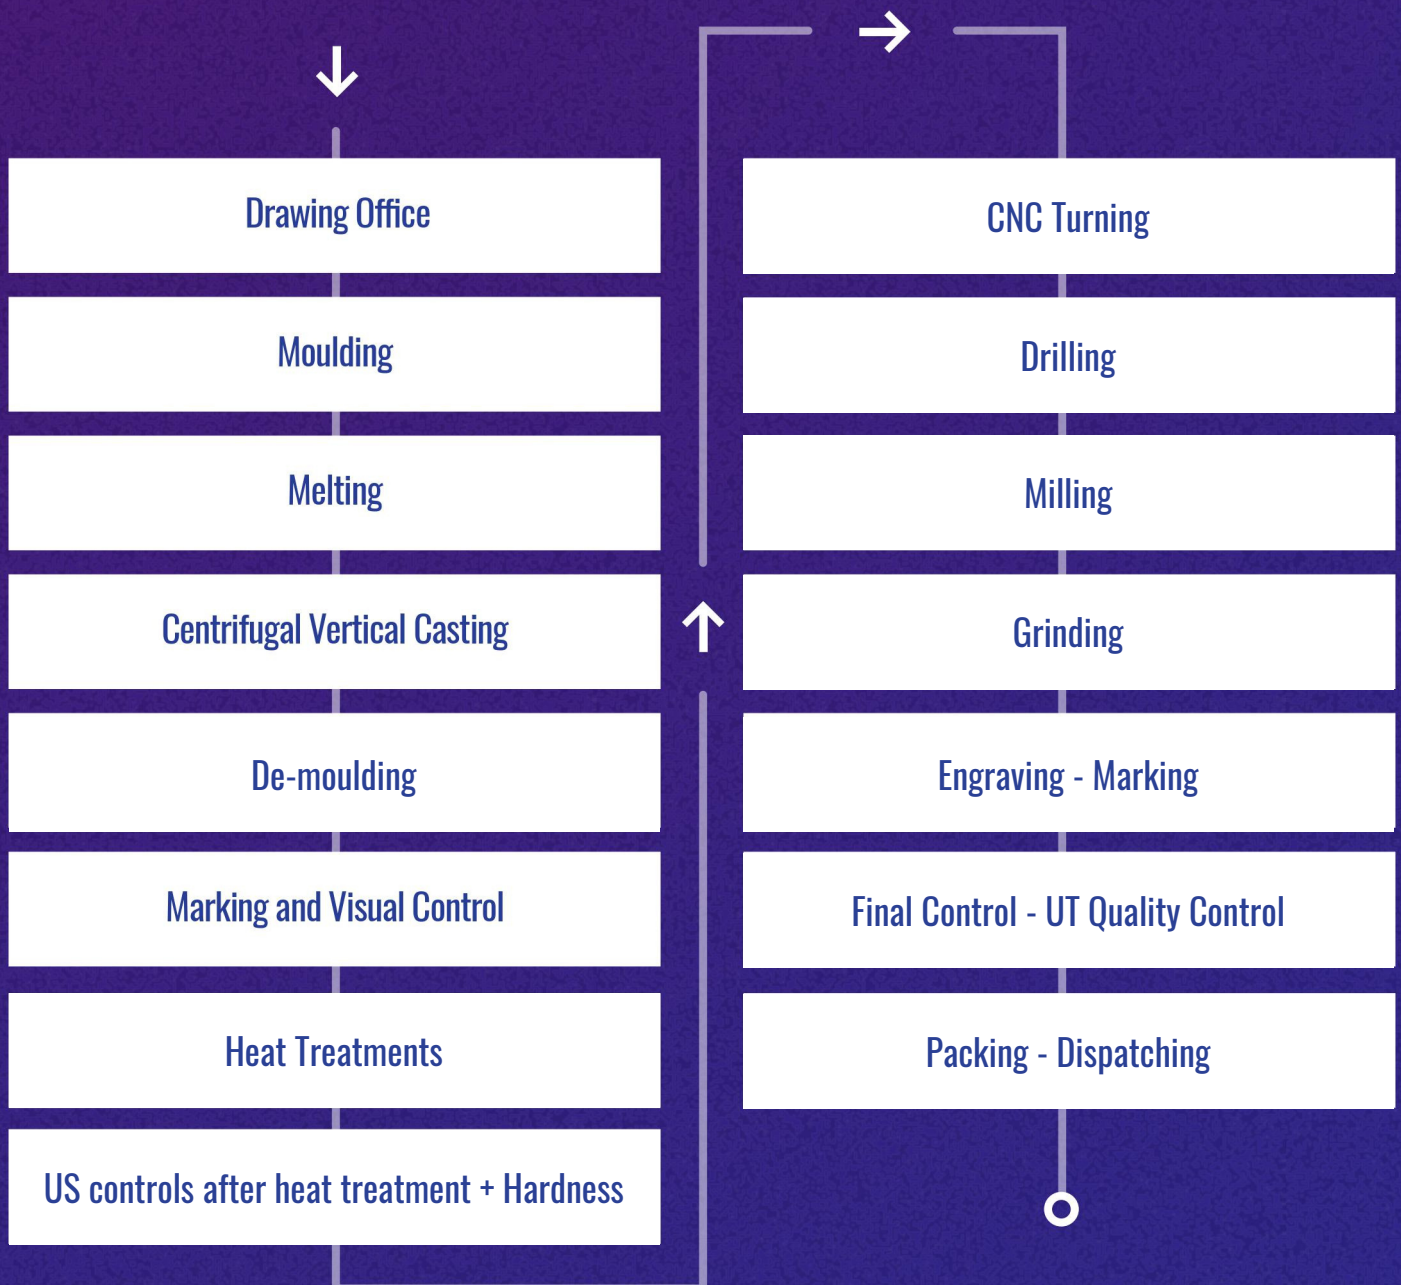 Drawing Office
Moulding
Melting
Centrifugal Vertical Casting
De-moulding
Marking and Visual Control
Heat Treatments
US controls after heat treatment + Hardness
CNC Turning
Drilling
Milling
Grinding
Engraving - Marking
Final Control - UT Quality Control
Packing - Dispatching